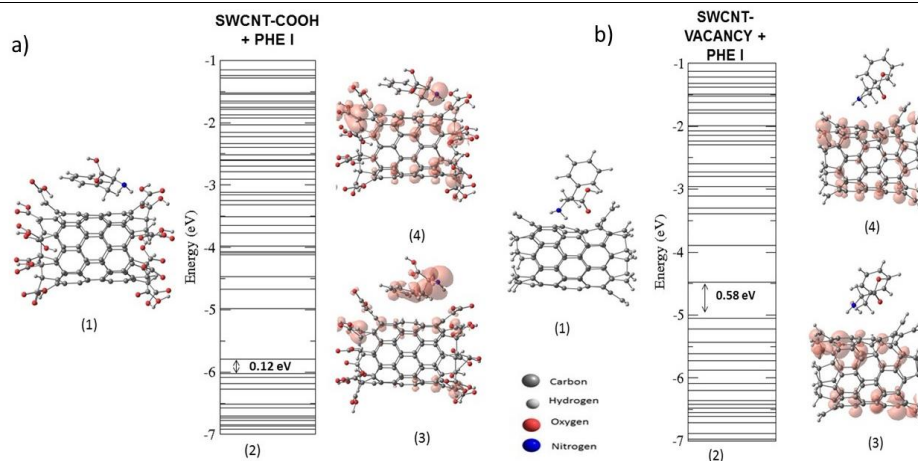 a)
SWCNT-COOH
+ PHE I
Energy (eV)
-1
-2
-3
-4
-5
-6
-7
0.12 eV
(1)
(2)
(4)
(3)
b)
SWCNT-
VACANCY +
PHE I
Energy (eV)
-1
-2
-3
-4
-5
-6
-7
0.58 eV
(1)
(2)
(4)
(3)
Carbon
Hydrogen
Oxygen
Nitrogen